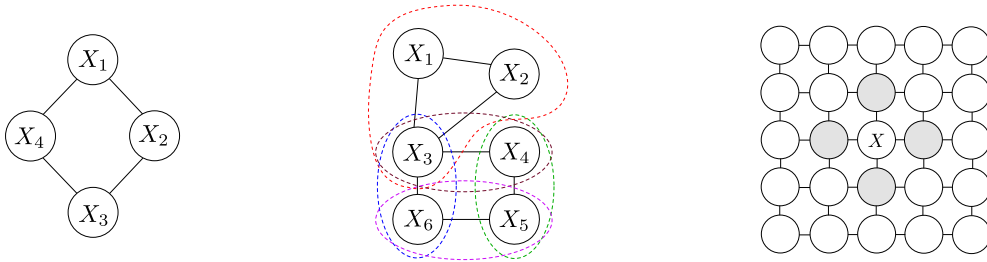 X₁
X₄ X₂
X₃
X₁
X₂
X₃ X₄
X₆ X₅
X